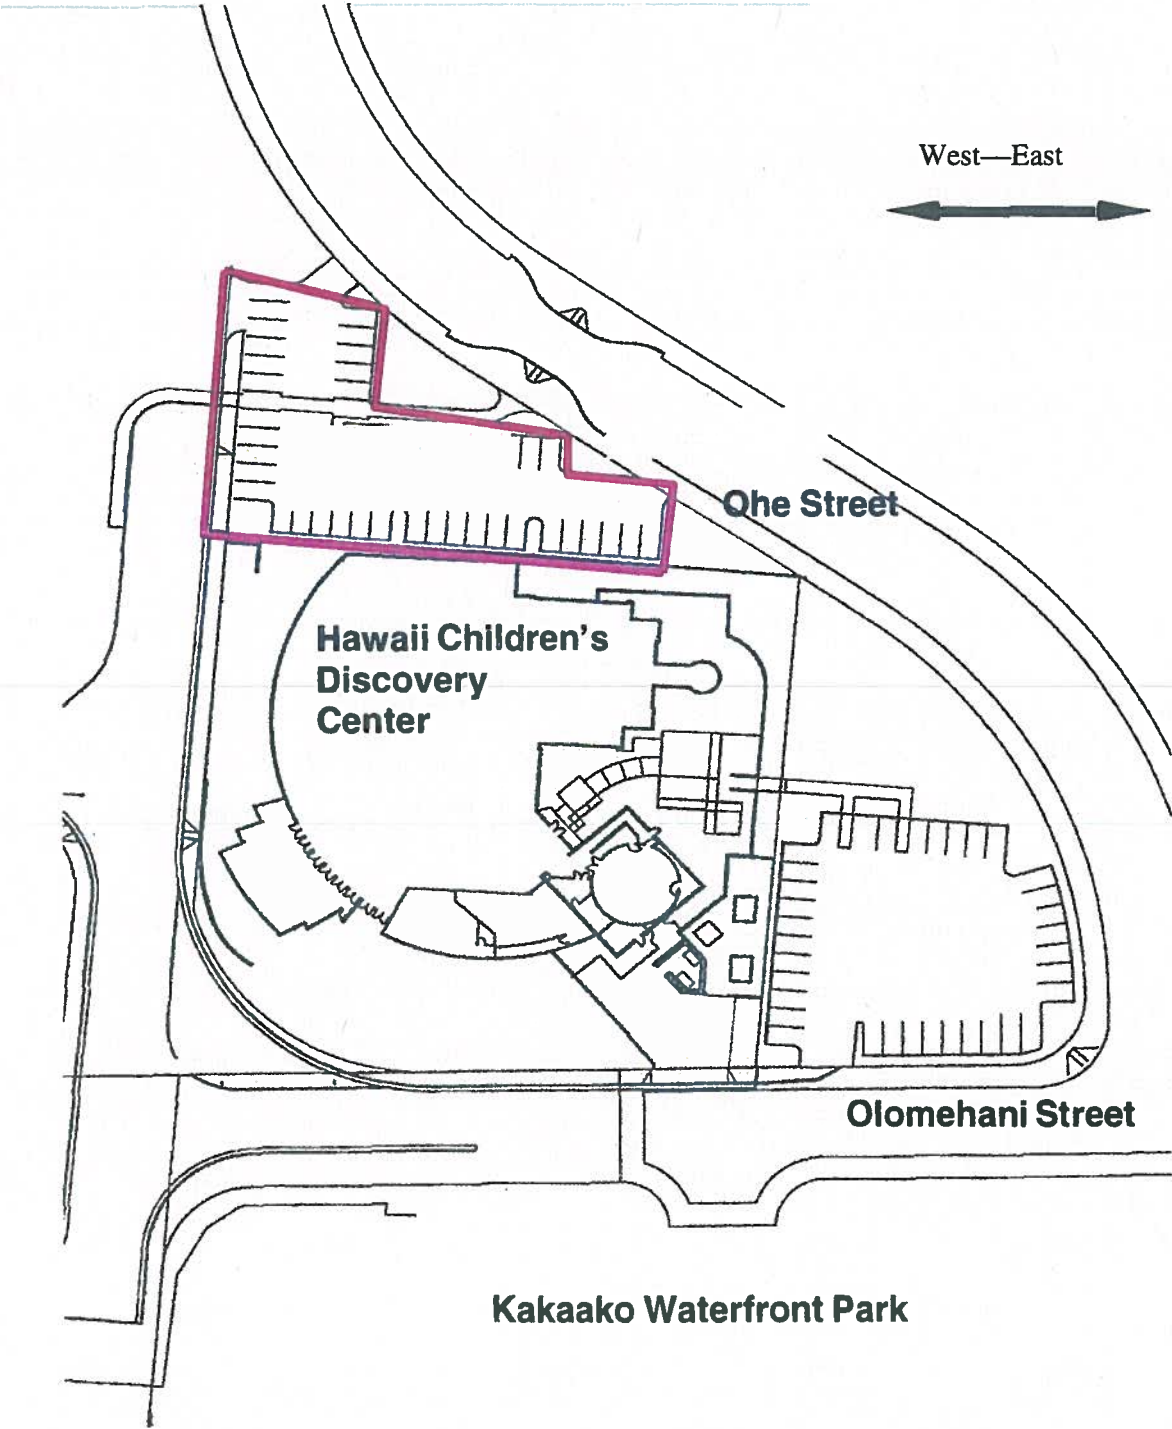 West—East
Ohe Street
Hawaii Children's
Discovery
Center
Olomehani Street
Kakaako Waterfront Park